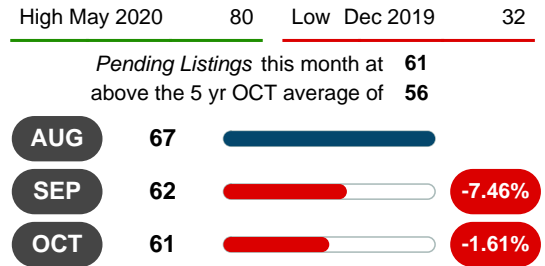 High May 2020 80 Low Dec 2019 32
Pending Listings this month at 61
above the 5 yr OCT average of 56
AUG 67
SEP 62 -7.46%
OCT 61 -1.61%